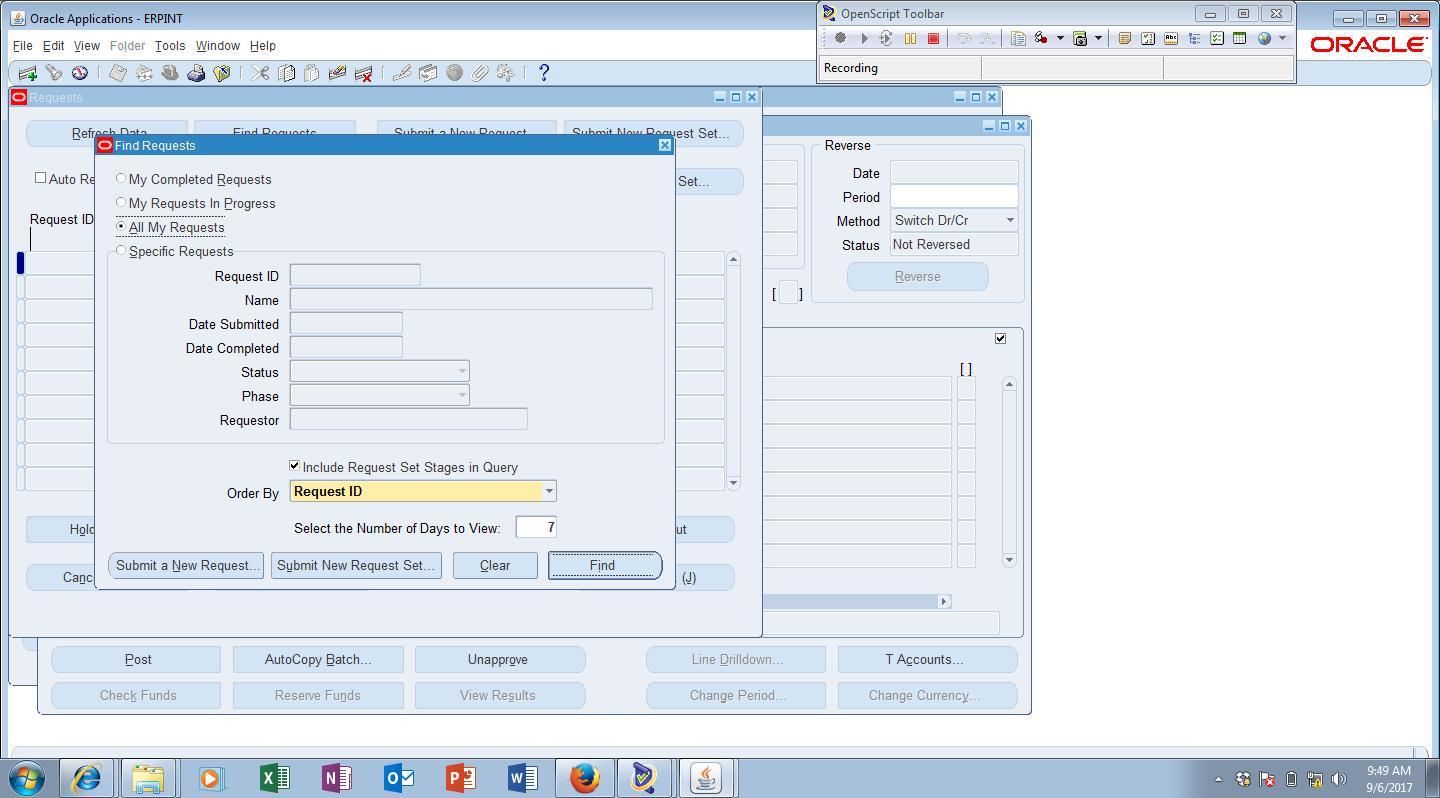 Oracle Applications - ERPINT
OpenScript Toolbar
File Edit View Folder Tools Window Help
ORACLE
Recording
Requests
Refresh Data Find Requests Submit a New Request Submit New Request Set...
Find Requests
Auto Re
Set...
Request ID
My Completed Requests
My Requests In Progress
All My Requests
Specific Requests
Request ID
Name
Date Submitted
Date Completed
Status
Phase
Requestor
Include Request Set Stages in Query
Order By Request ID
Select the Number of Days to View: 7
Submit a New Request... Submit New Request Set... Clear Find
Hold
ut
Canc
(J)
Reverse
Date
Period
Method Switch Dr/Cr
Status Not Reversed
Reverse
[ ]
[ ]
Post AutoCopy Batch... Unapprove Line Drilldown... T Accounts...
Check Funds Reserve Funds View Results Change Period... Change Currency...
9:49 AM
9/6/2017